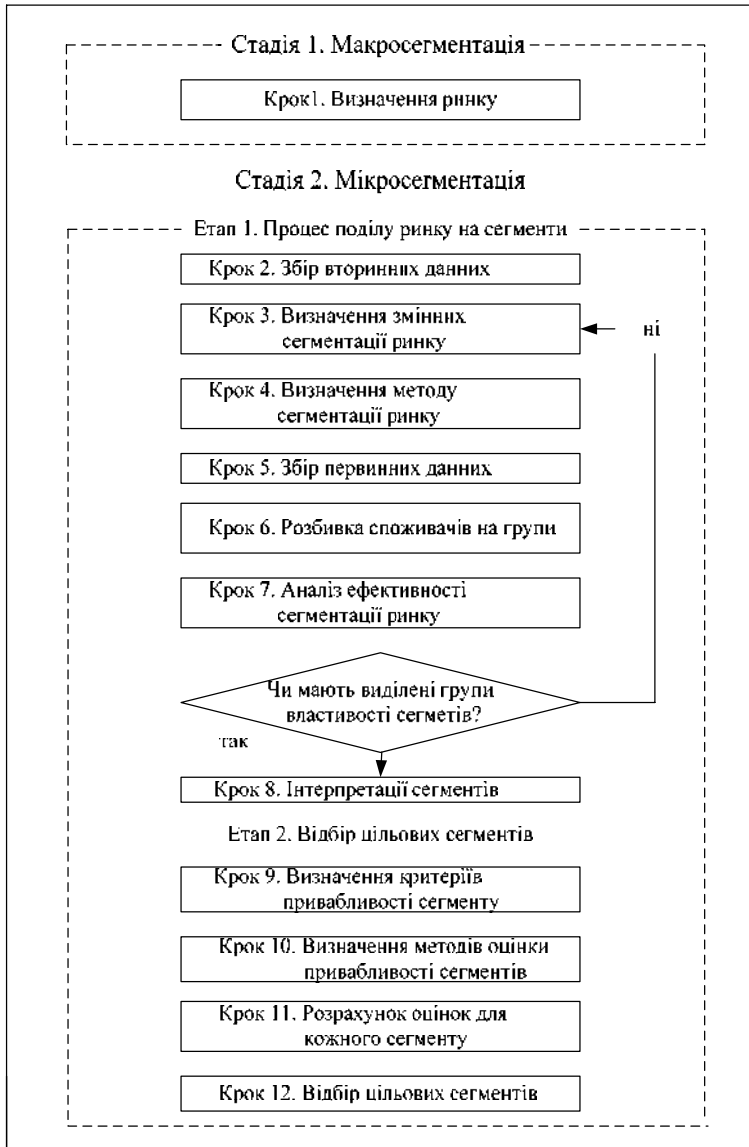 Стадія 1. Макросегментація
Крок1. Визначення ринку
Стадія 2. Мікросегментація
Етап 1. Процес поділу ринку на сегменти
Крок 2. Збір вторинних данних
Крок 3. Визначення змінних
сегментації ринку
ні
Крок 4. Визначення методу
сегментації ринку
Крок 5. Збір первинних данних
Крок 6. Розбивка споживачів на групи
Крок 7. Аналіз ефективності
сегментації ринку
Чи мають виділені групи
властивості сегметів?
так
Крок 8. Інтерпретації сегментів
Етап 2. Відбір цільових сегментів
Крок 9. Визначення критеріїв
привабливості сегменту
Крок 10. Визначення методів оцінки
привабливості сегментів
Крок 11. Розрахунок оцінок для
кожного сегменту
Крок 12. Відбір цільових сегментів